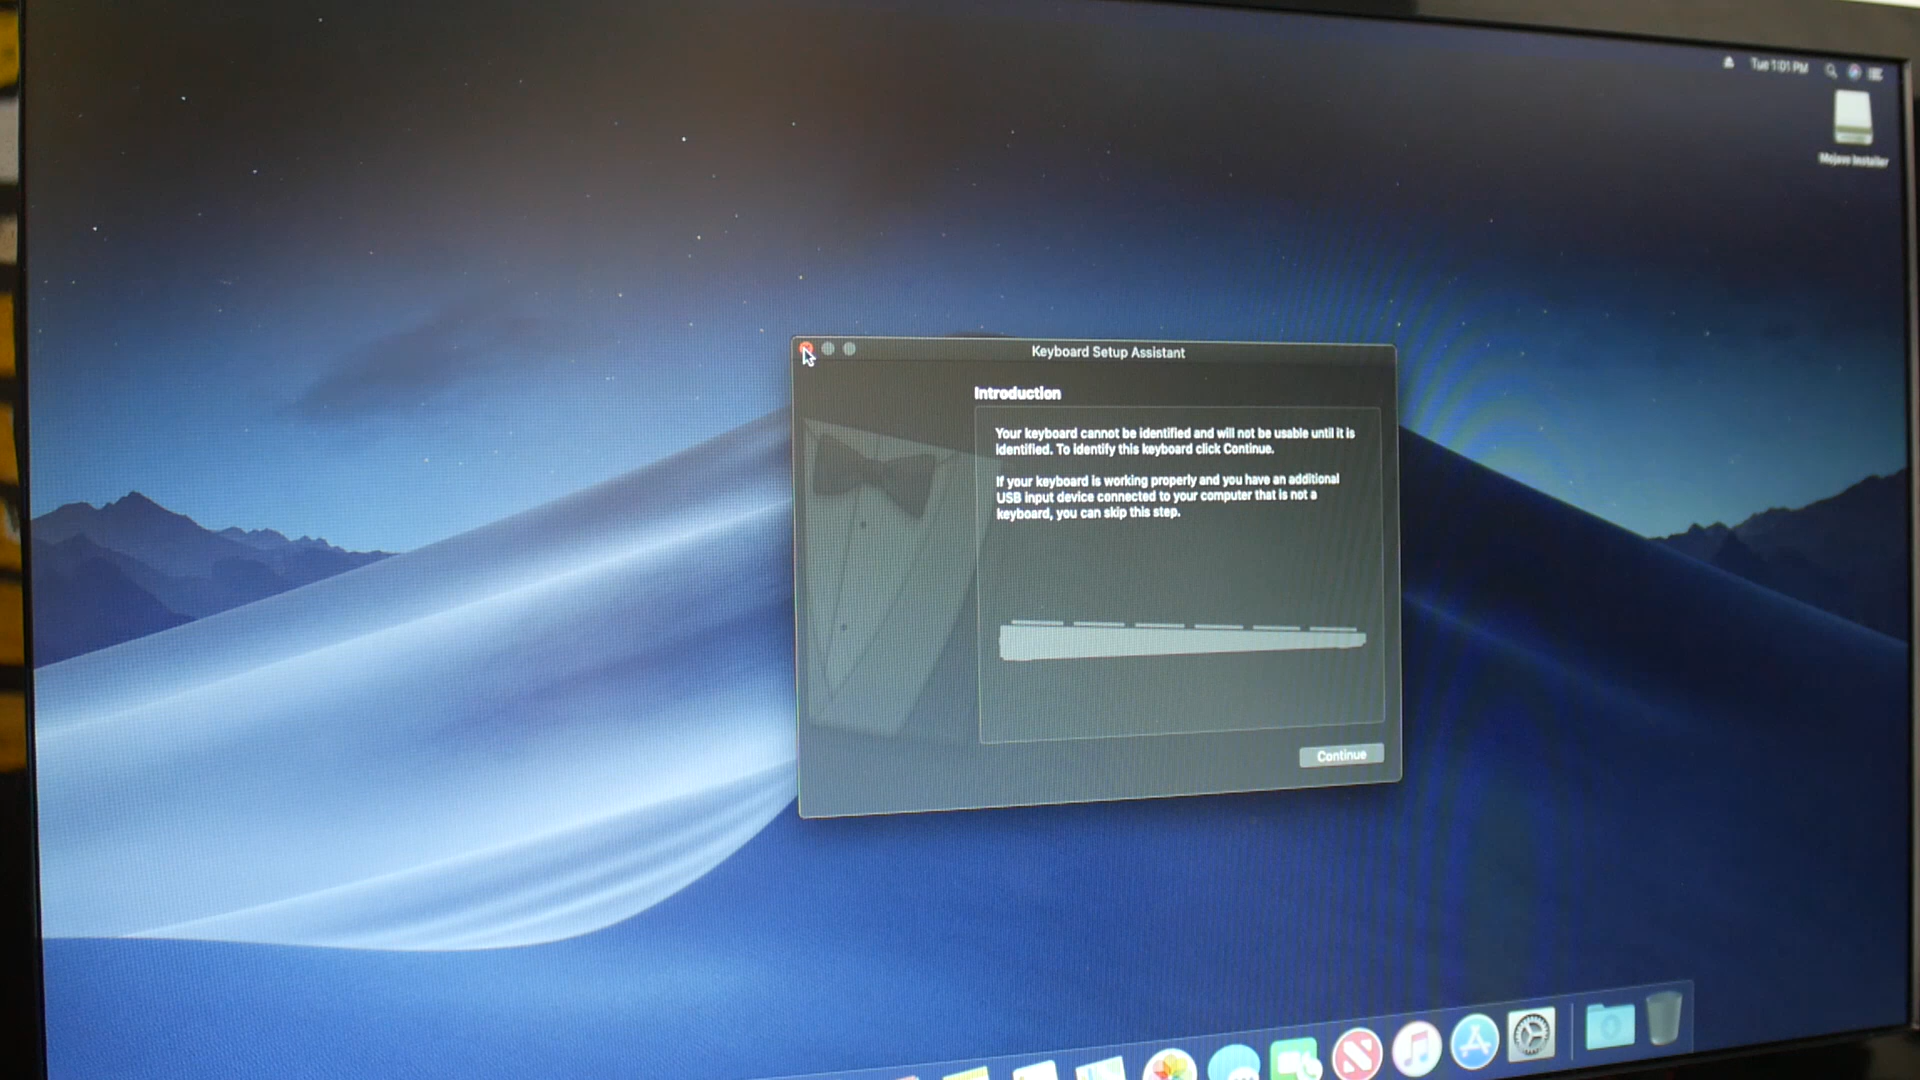 Tue 1:01 PM
Mojave Installer
Keyboard Setup Assistant
Introduction
Your keyboard cannot be identified and will not be usable until it is
identified. To identify this keyboard click Continue.
If your keyboard is working properly and you have an additional
USB input device connected to your computer that is not a
keyboard, you can skip this step.
Continue